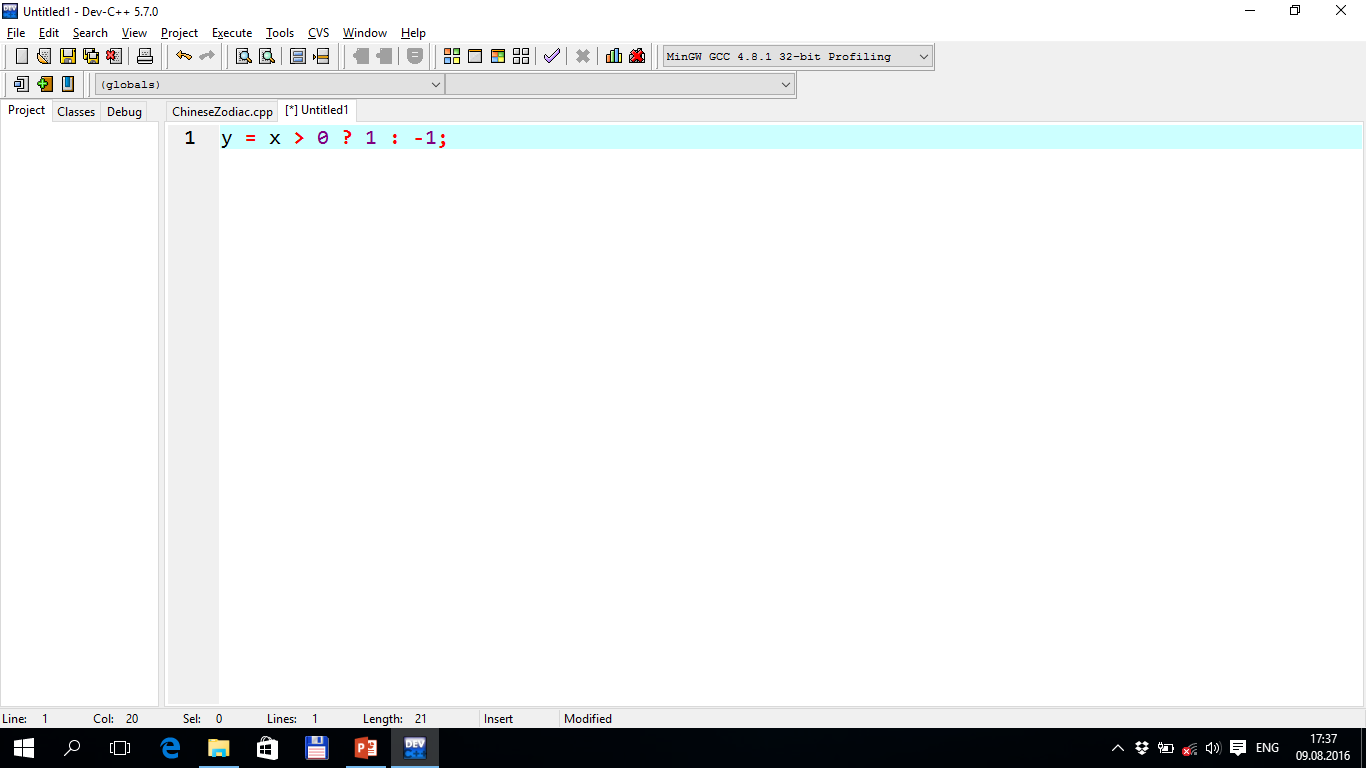 Untitled1 - Dev-C++ 5.7.0
File Edit Search View Project Execute Tools CVS Window Help
MinGW GCC 4.8.1 32-bit Profiling
(globals)
Project Classes Debug ChineseZodiac.cpp [*] Untitled1
1 y = x > 0 ? 1 : -1;
Line: 1 Col: 20 Sel: 0 Lines: 1 Length: 21 Insert Modified
DEV
ENG 17:37
09.08.2016